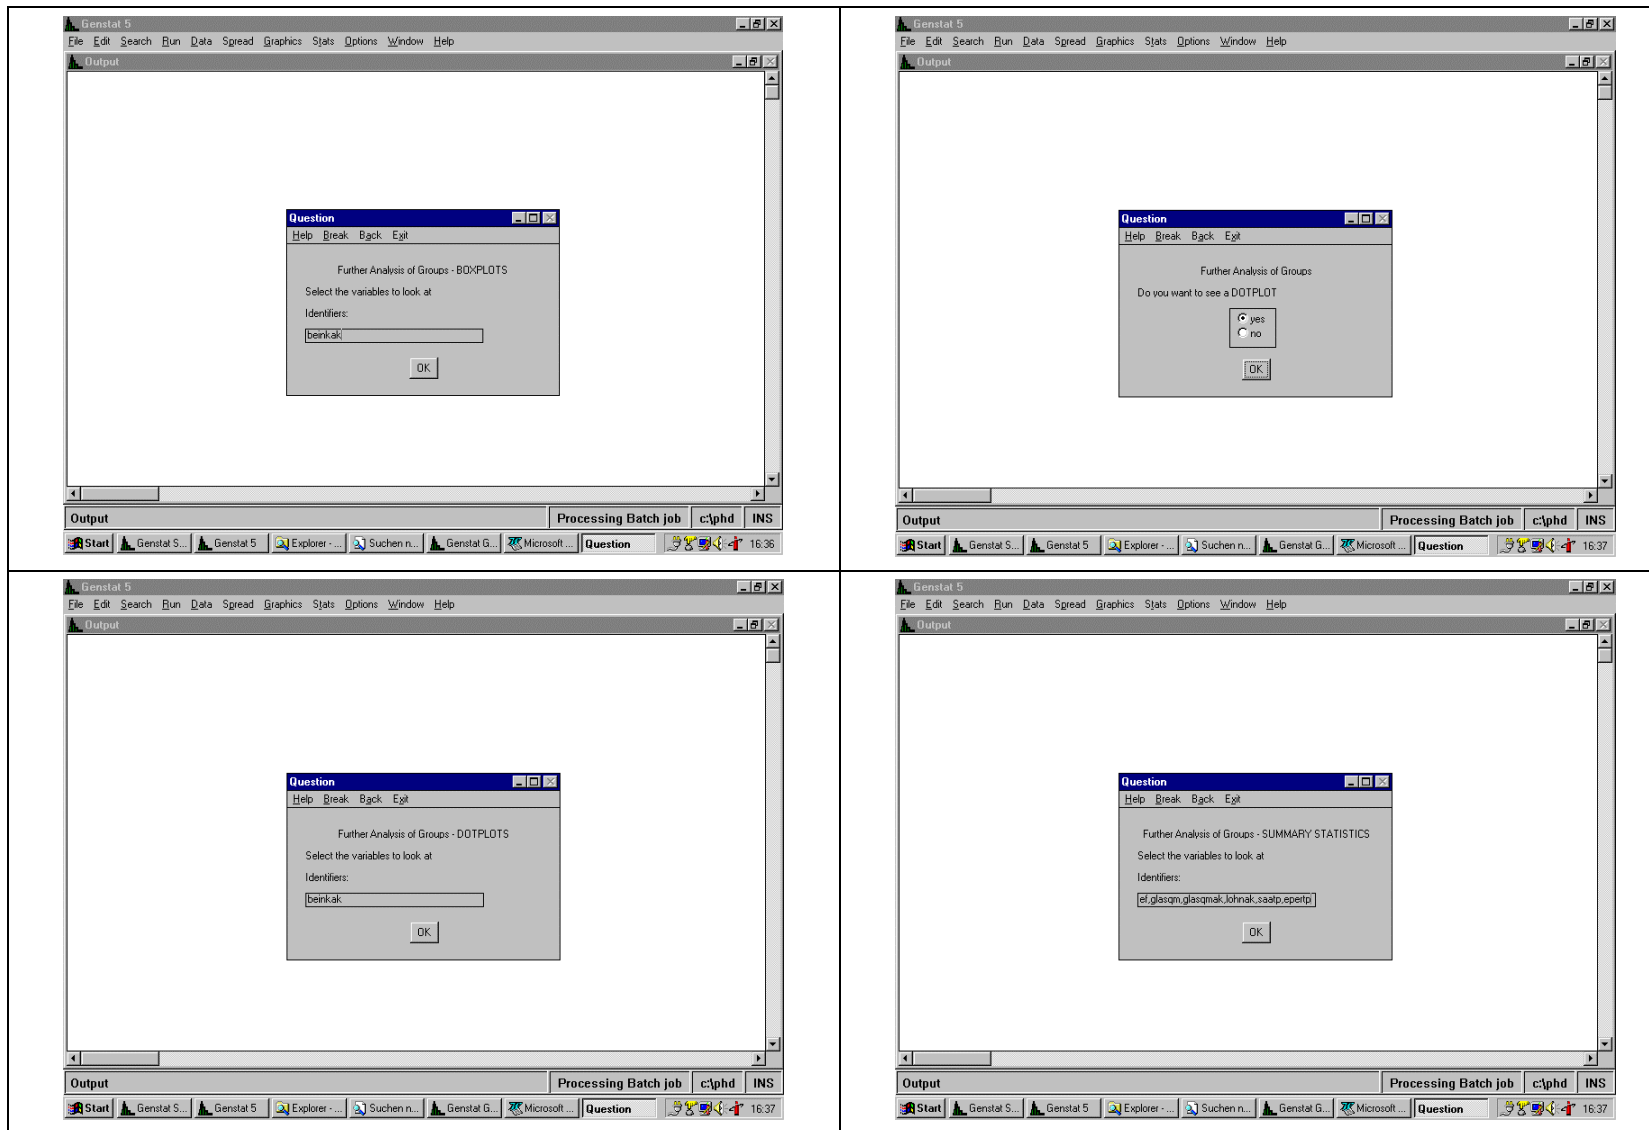 Genstat 5
File Edit Search Run Data Spread Graphics Stats Options Window Help
Output
Question
Help Break Back Exit
Further Analysis of Groups - BOXPLOTS
Select the variables to look at
Identifiers:
beinkak
OK
Output Processing Batch job c:\phd INS
Start Genstat S... Genstat 5 Explorer - ... Suchen n... Genstat G... Microsoft ... Question 16:36
Genstat 5
File Edit Search Run Data Spread Graphics Stats Options Window Help
Output
Question
Help Break Back Exit
Further Analysis of Groups
Do you want to see a DOTPLOT
yes
no
OK
Output Processing Batch job c:\phd INS
Start Genstat S... Genstat 5 Explorer - ... Suchen n... Genstat G... Microsoft ... Question 16:37
Genstat 5
File Edit Search Run Data Spread Graphics Stats Options Window Help
Output
Question
Help Break Back Exit
Further Analysis of Groups - DOTPLOTS
Select the variables to look at
Identifiers:
beinkak
OK
Output Processing Batch job c:\phd INS
Start Genstat S... Genstat 5 Explorer - ... Suchen n... Genstat G... Microsoft ... Question 16:37
Genstat 5
File Edit Search Run Data Spread Graphics Stats Options Window Help
Output
Question
Help Break Back Exit
Further Analysis of Groups - SUMMARY STATISTICS
Select the variables to look at
Identifiers:
ef,glasqm,glasqmak,lohnak,saatp,epertp
OK
Output Processing Batch job c:\phd INS
Start Genstat S... Genstat 5 Explorer - ... Suchen n... Genstat G... Microsoft ... Question 16:37